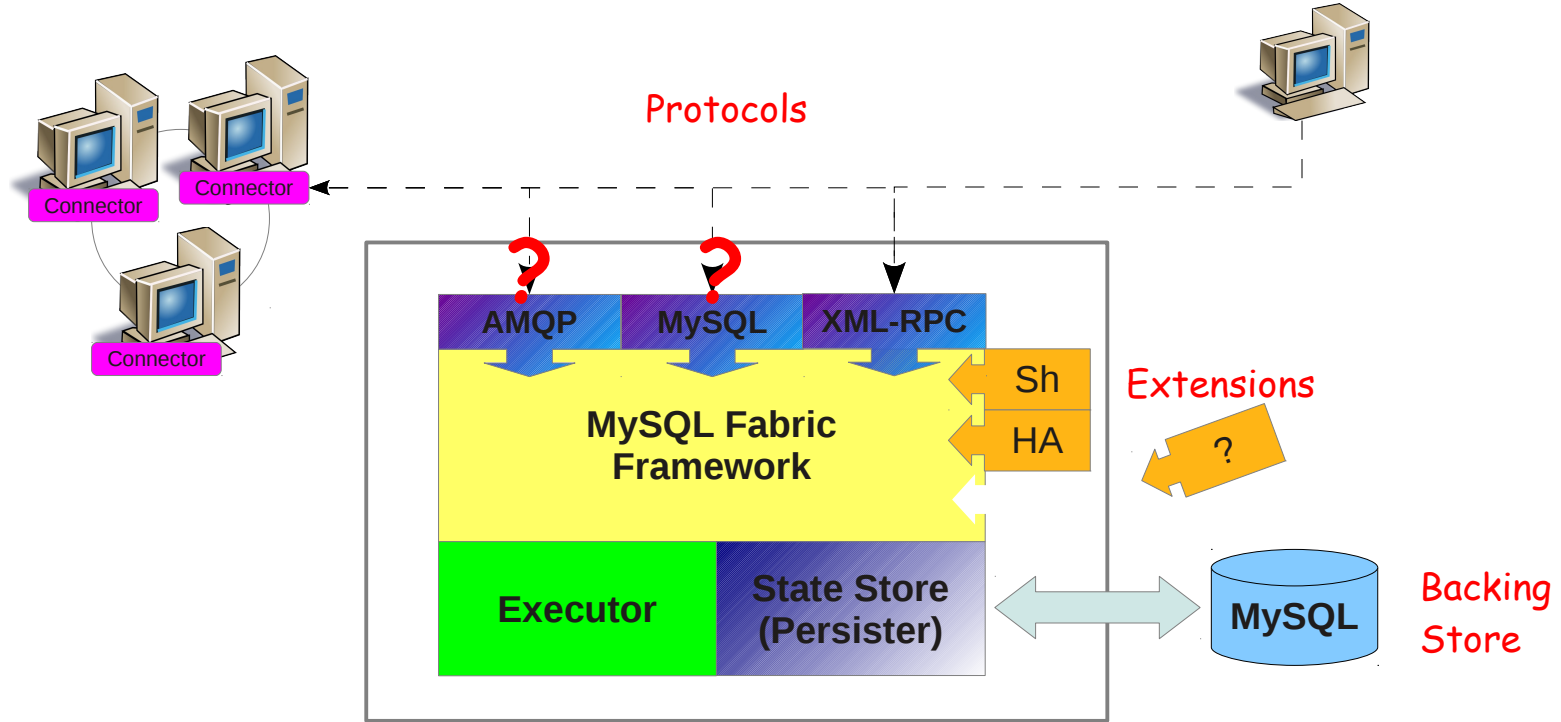 Protocols
Connector
Connector
Connector
?
?
AMQP
MySQL
XML-RPC
Sh
HA
Extensions
?
MySQL Fabric
Framework
Executor
State Store
(Persister)
MySQL
Backing
Store